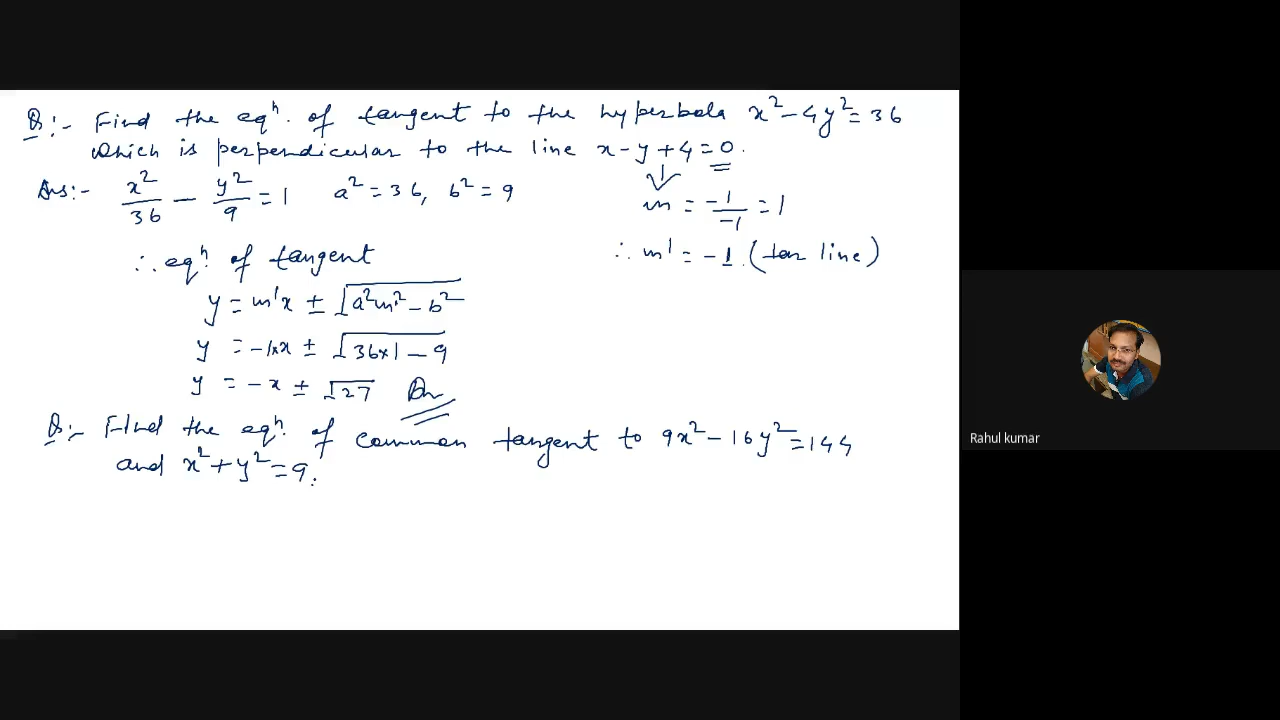 Q:- Find the eqⁿ. of tangent to the hyperbola x² - 4y² = 36
which is perpendicular to the line x - y + 4 = 0.
Ans:- x²/36 - y²/9 = 1 a² = 36, b² = 9
m = -1/-1 = 1
∴ eqⁿ. of tangent
∴ m' = -1. (for line)
y = m'x ± √(a²m² - b²)
y = -1×x ± √(36×1 - 9)
y = -x ± √27 Ans
Q:- Find the eqⁿ. of common tangent to 9x² - 16y² = 144
and x² + y² = 9.
Rahul kumar